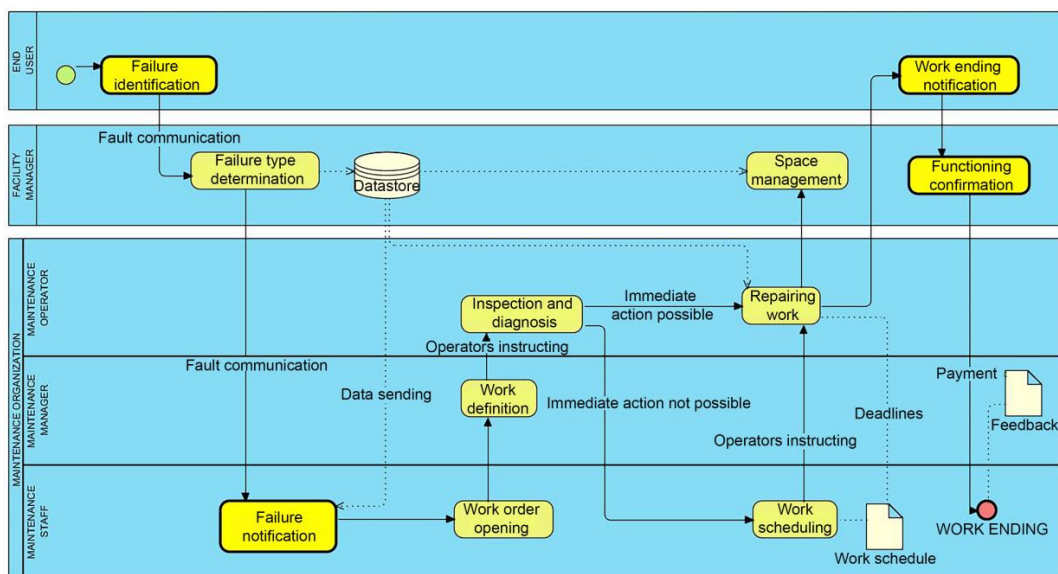 END
USER
Failure
identification
Work ending
notification
Fault communication
FACILITY
MANAGER
Failure type
determination
Datastore
Space
management
Functioning
confirmation
MAINTENANCE ORGANIZATION
MAINTENANCE
OPERATOR
Inspection and
diagnosis
Immediate
action possible
Repairing
work
Operators instructing
Fault communication
MAINTENANCE
MANAGER
Data sending
Work
definition
Immediate action not possible
Operators instructing
Deadlines
Payment
Feedback
MAINTENANCE
STAFF
Failure
notification
Work order
opening
Work
scheduling
Work schedule
WORK ENDING